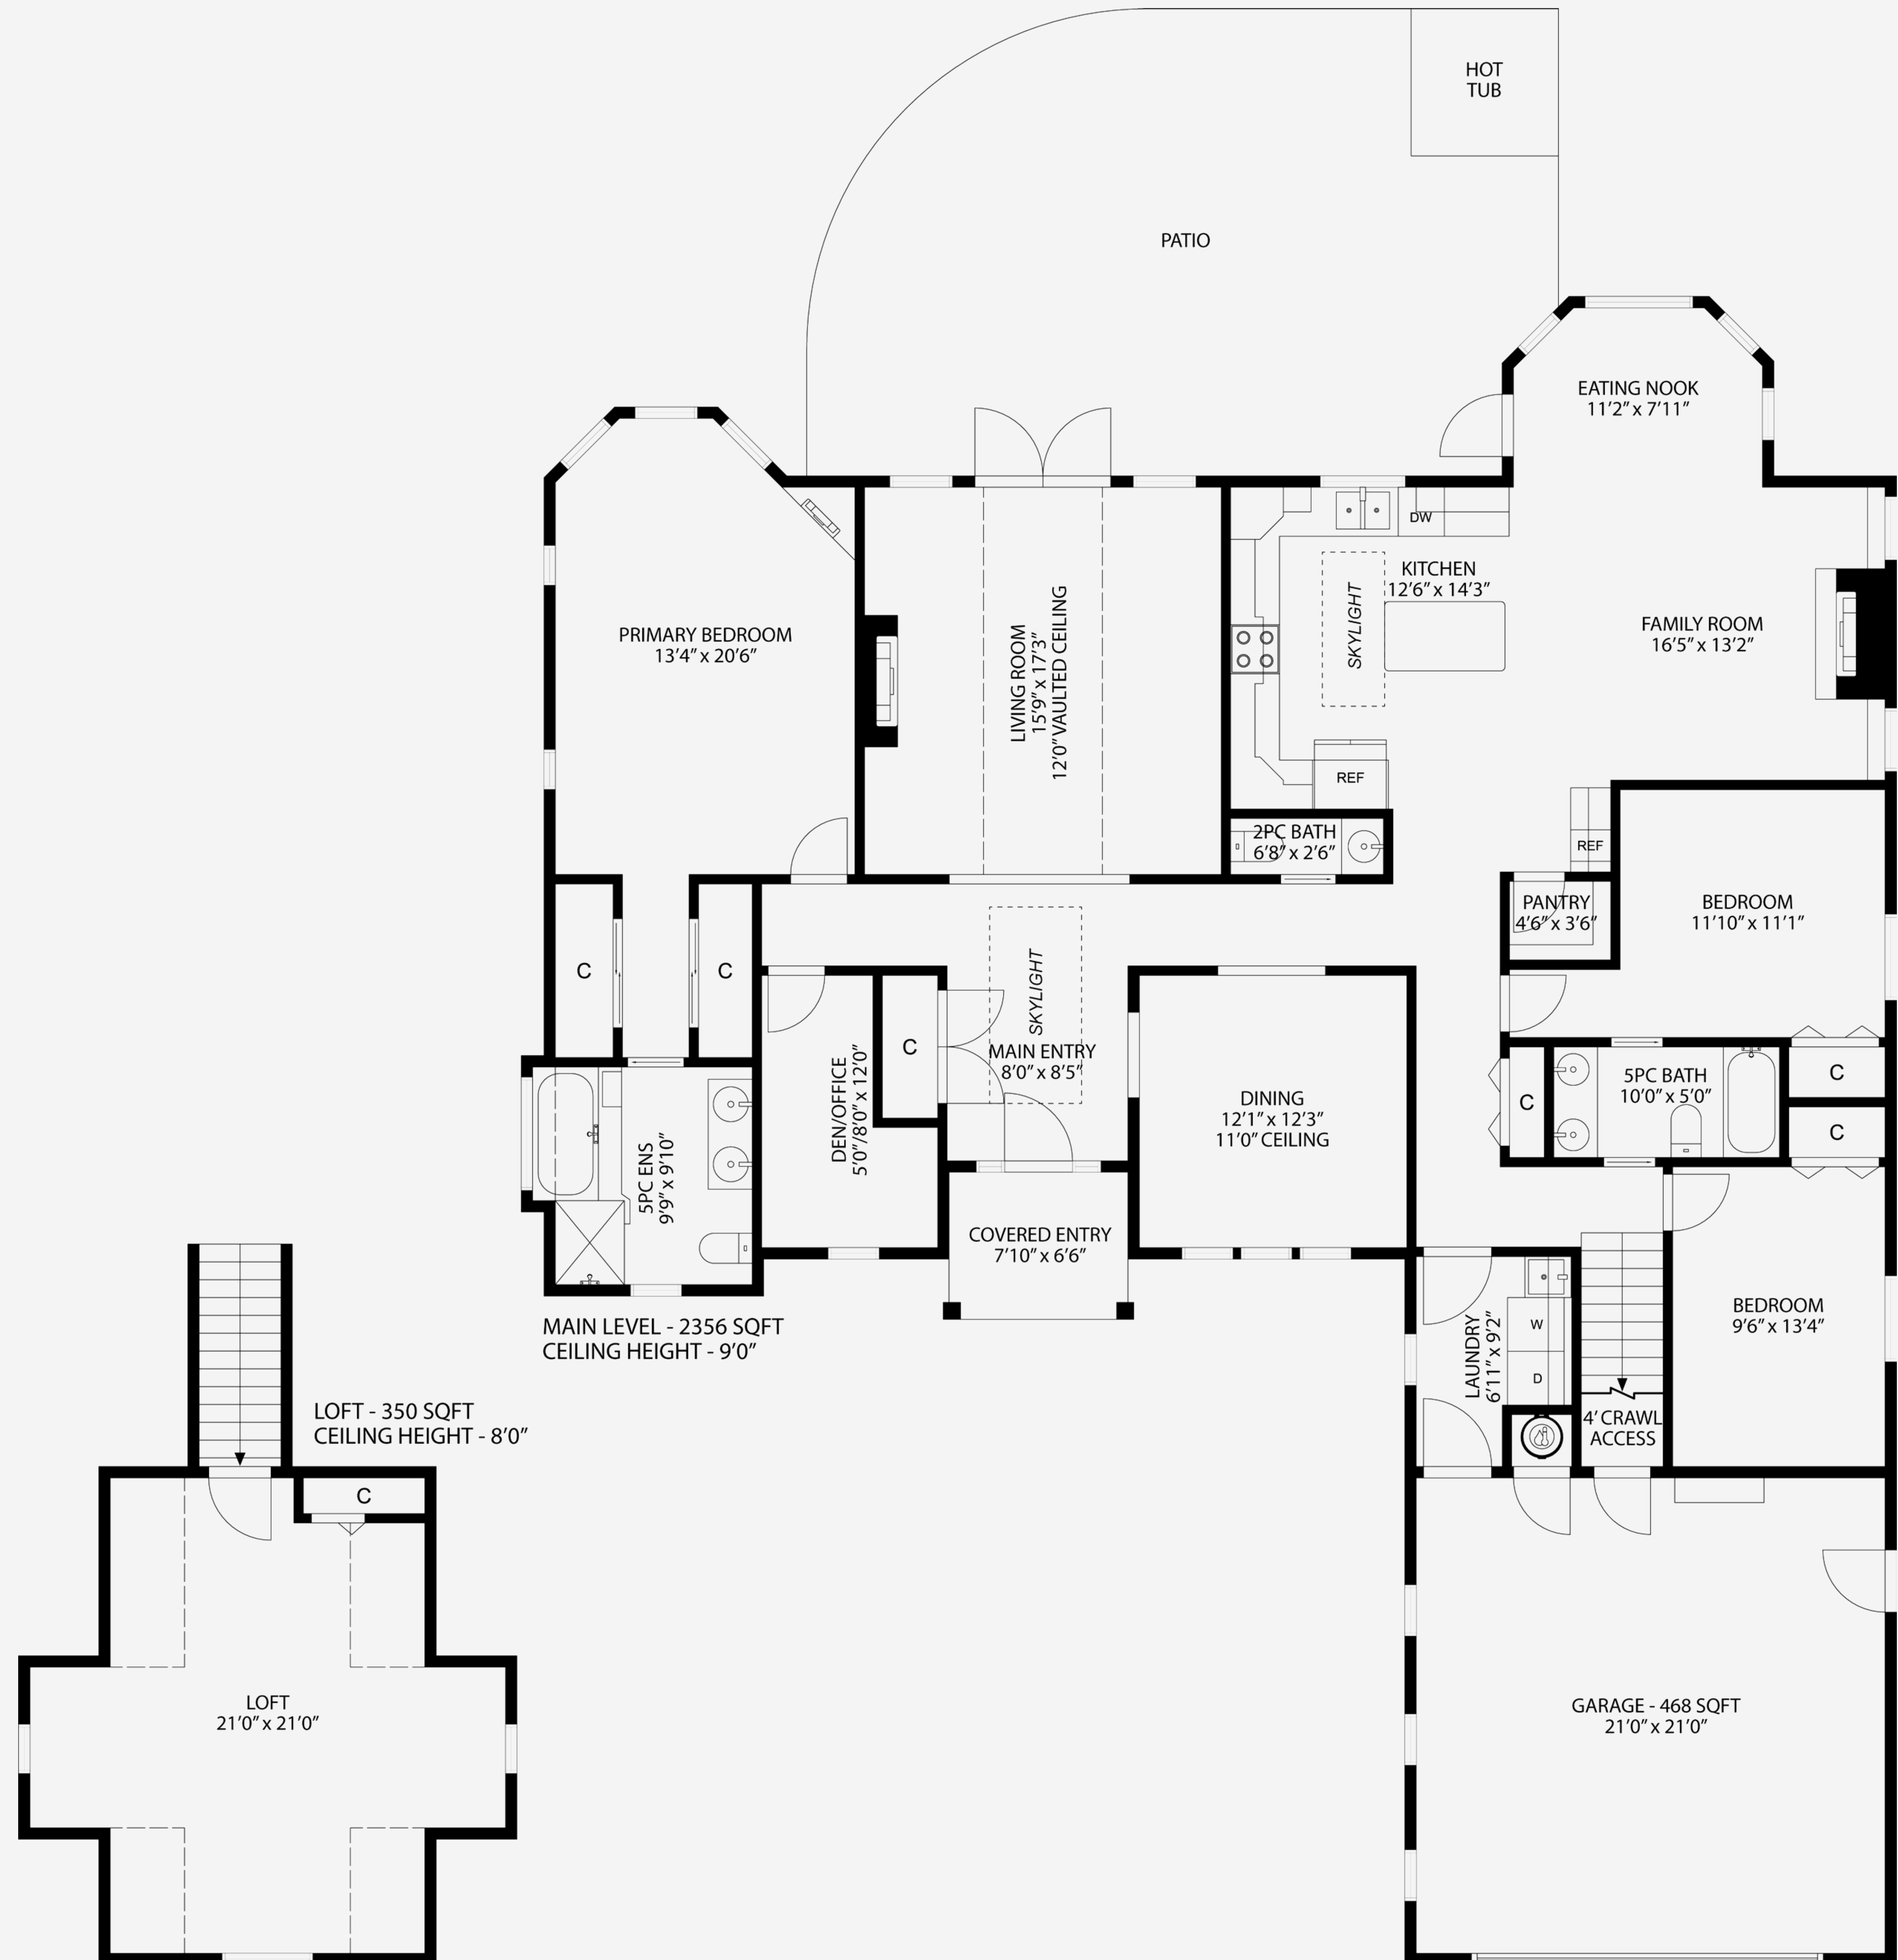 HOT
TUB
PATIO
EATING NOOK
11'2" x 7'11"
DW
KITCHEN
12'6" x 14'3"
SKYLIGHT
FAMILY ROOM
16'5" x 13'2"
PRIMARY BEDROOM
13'4" x 20'6"
LIVING ROOM
15'9" x 17'3"
12'0" VAULTED CEILING
REF
2PC BATH
6'8" x 2'6"
REF
PANTRY
4'6" x 3'6"
BEDROOM
11'10" x 11'1"
C
C
SKYLIGHT
C
MAIN ENTRY
8'0" x 8'5"
DEN/OFFICE
5'0"/8'0" x 12'0"
DINING
12'1" x 12'3"
11'0" CEILING
C
5PC BATH
10'0" x 5'0"
C
C
5PC ENS
9'9" x 9'10"
COVERED ENTRY
7'10" x 6'6"
MAIN LEVEL - 2356 SQFT
CEILING HEIGHT - 9'0"
LAUNDRY
6'11" x 9'2"
W
D
BEDROOM
9'6" x 13'4"
4' CRAWL
ACCESS
LOFT - 350 SQFT
CEILING HEIGHT - 8'0"
C
LOFT
21'0" x 21'0"
GARAGE - 468 SQFT
21'0" x 21'0"